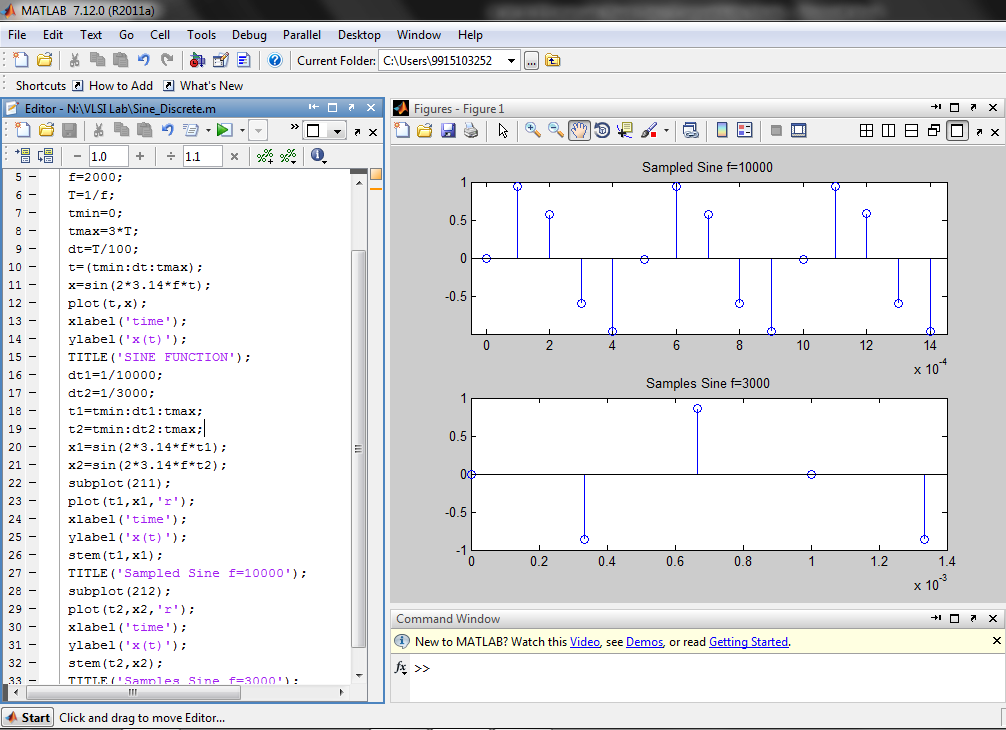 MATLAB 7.12.0 (R2011a)
File Edit Text Go Cell Tools Debug Parallel Desktop Window Help
Current Folder: C:\Users\9915103252 ...
Shortcuts How to Add What's New
Editor - N:\VLSI Lab\Sine_Discrete.m
− 1.0 + ÷ 1.1 ×
5 – f=2000;
6 – T=1/f;
7 – tmin=0;
8 – tmax=3*T;
9 – dt=T/100;
10 – t=(tmin:dt:tmax);
11 – x=sin(2*3.14*f*t);
12 – plot(t,x);
13 – xlabel('time');
14 – ylabel('x(t)');
15 – TITLE('SINE FUNCTION');
16 – dt1=1/10000;
17 – dt2=1/3000;
18 – t1=tmin:dt1:tmax;
19 – t2=tmin:dt2:tmax;
20 – x1=sin(2*3.14*f*t1);
21 – x2=sin(2*3.14*f*t2);
22 – subplot(211);
23 – plot(t1,x1,'r');
24 – xlabel('time');
25 – ylabel('x(t)');
26 – stem(t1,x1);
27 – TITLE('Sampled Sine f=10000');
28 – subplot(212);
29 – plot(t2,x2,'r');
30 – xlabel('time');
31 – ylabel('x(t)');
32 – stem(t2,x2);
33 – TITLE('Samples Sine f=3000');
Figures - Figure 1
Sampled Sine f=10000
1
0.5
0
-0.5
0 2 4 6 8 10 12 14
x 10-4
Samples Sine f=3000
1
0.5
0
-0.5
-1
0 0.2 0.4 0.6 0.8 1 1.2 1.4
x 10-3
Command Window
New to MATLAB? Watch this Video, see Demos, or read Getting Started.
fx >>
Start Click and drag to move Editor...